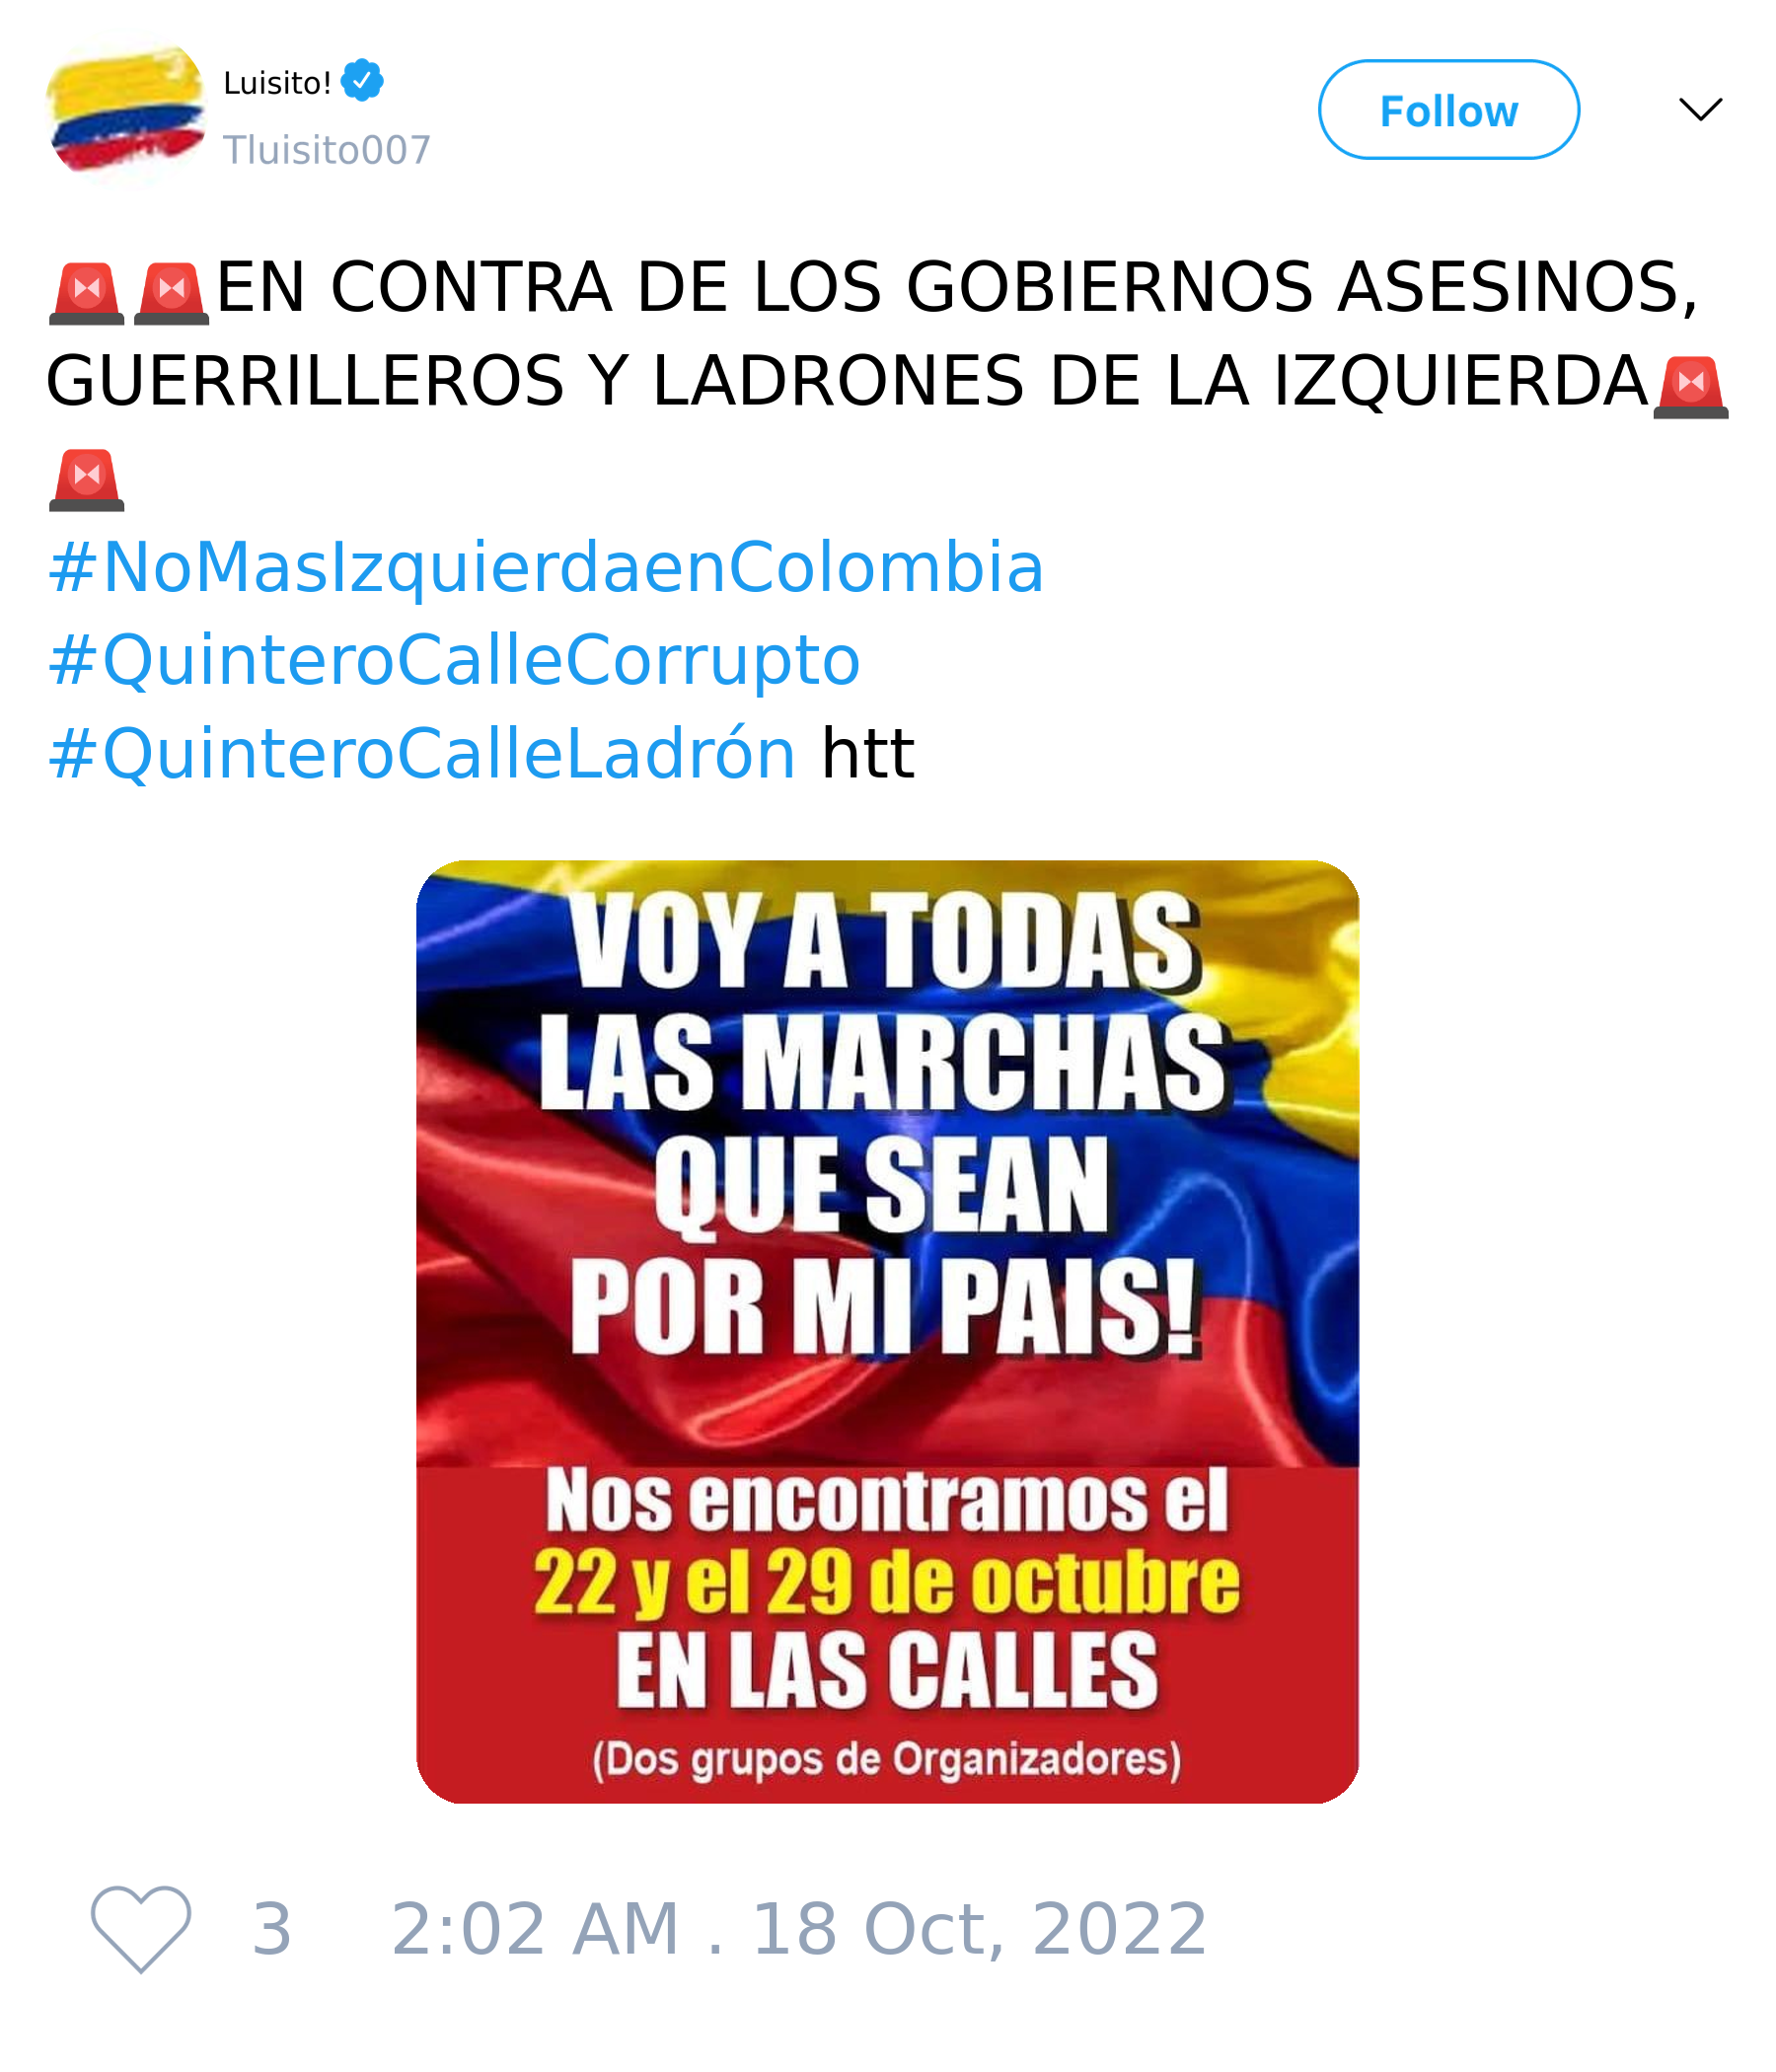 Luisito!
Tluisito007
Follow
🚨🚨EN CONTRA DE LOS GOBIERNOS ASESINOS,
GUERRILLEROS Y LADRONES DE LA IZQUIERDA🚨
🚨
#NoMasIzquierdaenColombia
#QuinteroCalleCorrupto
#QuinteroCalleLadrón htt
VOY A TODAS
LAS MARCHAS
QUE SEAN
POR MI PAIS!
Nos encontramos el
22 y el 29 de octubre
EN LAS CALLES
(Dos grupos de Organizadores)
3 2:02 AM . 18 Oct, 2022